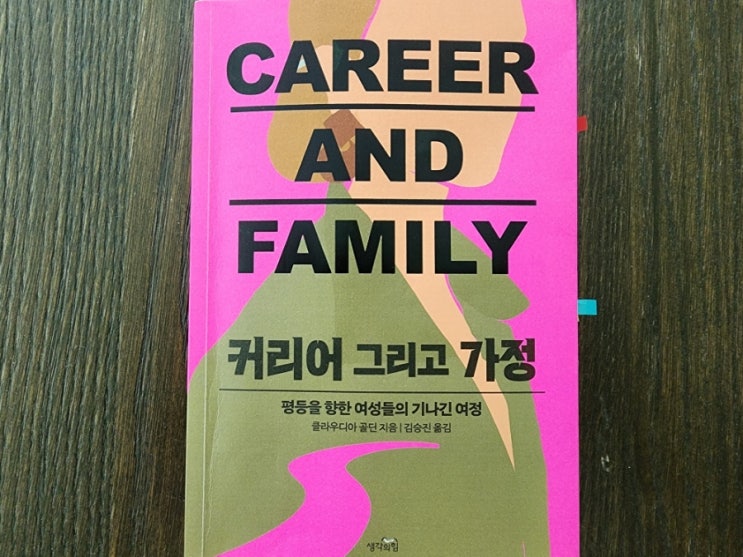 CAREER
AND
FAMILY
커리어 그리고 가정
평등을 향한 여성들의 기나긴 여정
클라우디아 골딘 지음 | 김승진 옮김
생각의힘